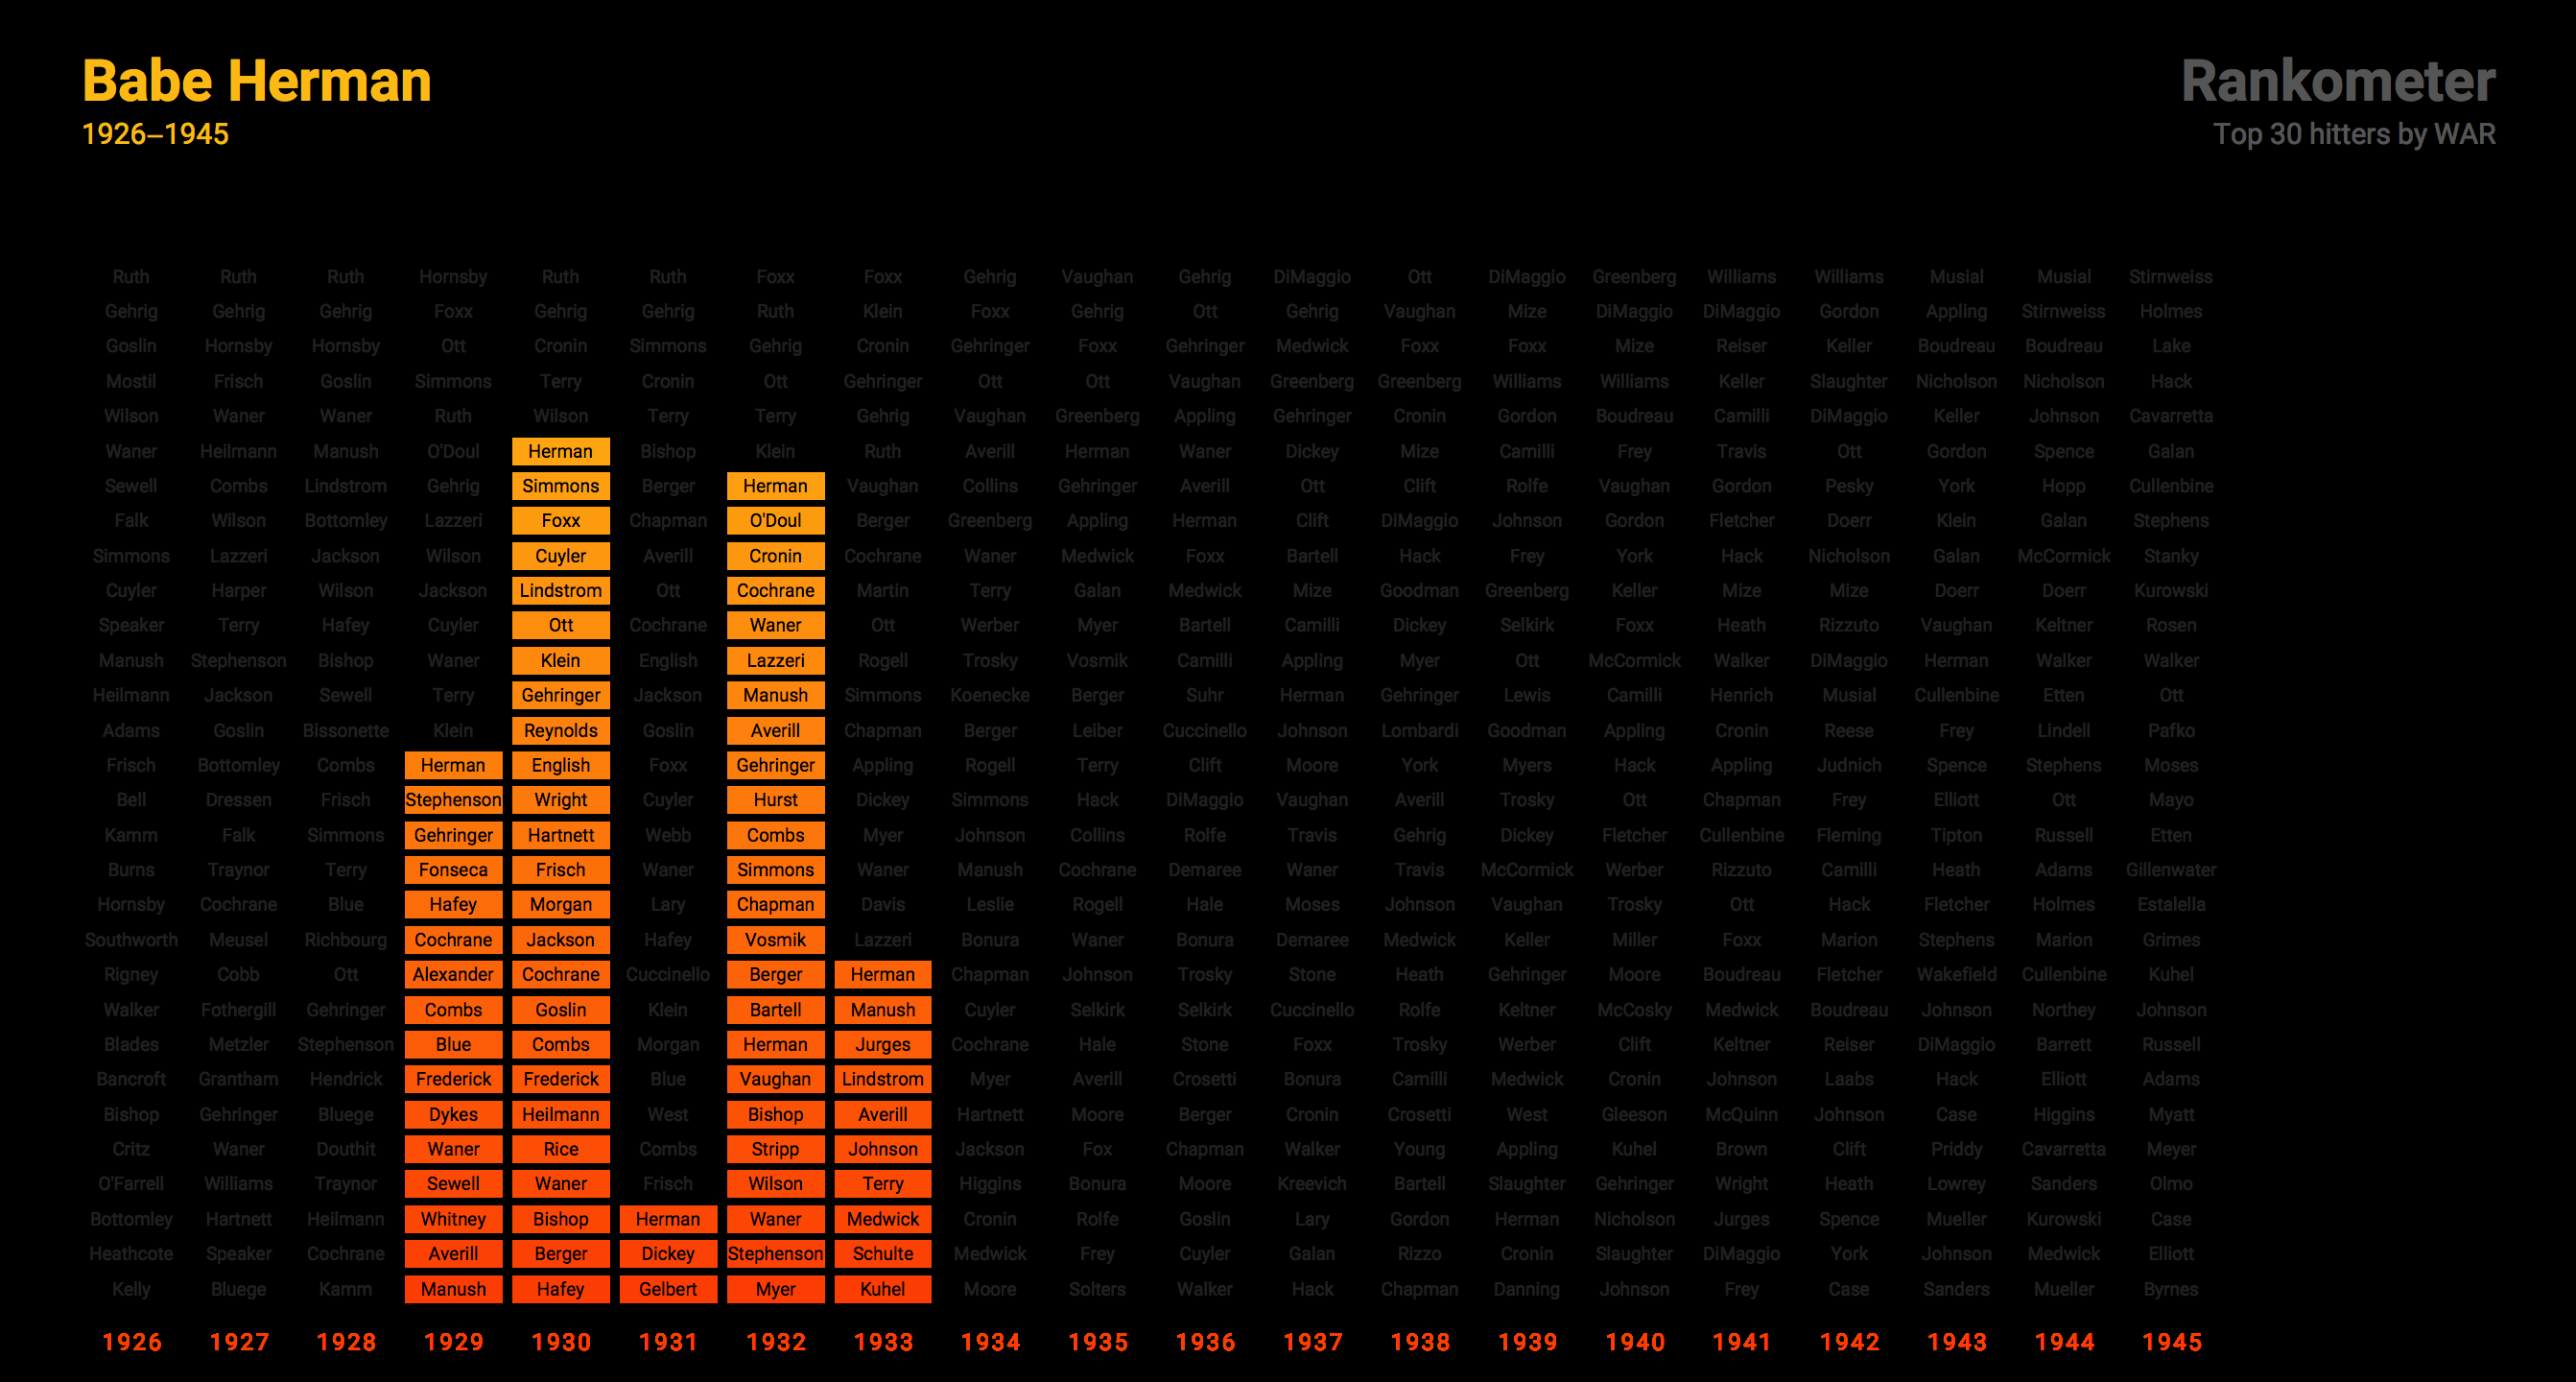 Babe Herman
1926–1945
Rankometer
Top 30 hitters by WAR
Ruth Ruth Ruth Hornsby Ruth Ruth Foxx Foxx Gehrig Vaughan Gehrig DiMaggio Ott DiMaggio Greenberg Williams Williams Musial Musial Stirnweiss
Gehrig Gehrig Gehrig Foxx Gehrig Gehrig Ruth Klein Foxx Gehrig Ott Gehrig Vaughan Mize DiMaggio DiMaggio Gordon Appling Stirnweiss Holmes
Goslin Hornsby Hornsby Ott Cronin Simmons Gehrig Cronin Gehringer Foxx Gehringer Medwick Foxx Foxx Mize Reiser Keller Boudreau Boudreau Lake
Mostil Frisch Goslin Simmons Terry Cronin Ott Gehringer Ott Ott Vaughan Greenberg Greenberg Williams Williams Keller Slaughter Nicholson Nicholson Hack
Wilson Waner Waner Ruth Wilson Terry Terry Gehrig Vaughan Greenberg Appling Gehringer Cronin Gordon Boudreau Camilli DiMaggio Keller Johnson Cavarretta
Waner Heilmann Manush O'Doul Herman Bishop Klein Ruth Averill Herman Waner Dickey Mize Camilli Frey Travis Ott Gordon Spence Galan
Sewell Combs Lindstrom Gehrig Simmons Berger Herman Vaughan Collins Gehringer Averill Ott Clift Rolfe Vaughan Gordon Pesky York Hopp Cullenbine
Falk Wilson Bottomley Lazzeri Foxx Chapman O'Doul Berger Greenberg Appling Herman Clift DiMaggio Johnson Gordon Fletcher Doerr Klein Galan Stephens
Simmons Lazzeri Jackson Wilson Cuyler Averill Cronin Cochrane Waner Medwick Foxx Bartell Hack Frey York Hack Nicholson Galan McCormick Stanky
Cuyler Harper Wilson Jackson Lindstrom Ott Cochrane Martin Terry Galan Medwick Mize Goodman Greenberg Keller Mize Mize Doerr Doerr Kurowski
Speaker Terry Hafey Cuyler Ott Cochrane Waner Ott Werber Myer Bartell Camilli Dickey Selkirk Foxx Heath Rizzuto Vaughan Keltner Rosen
Manush Stephenson Bishop Waner Klein English Lazzeri Rogell Trosky Vosmik Camilli Appling Myer Ott McCormick Walker DiMaggio Herman Walker Walker
Heilmann Jackson Sewell Terry Gehringer Jackson Manush Simmons Koenecke Berger Suhr Herman Gehringer Lewis Camilli Henrich Musial Cullenbine Etten Ott
Adams Goslin Bissonette Klein Reynolds Goslin Averill Chapman Berger Leiber Cuccinello Johnson Lombardi Goodman Appling Cronin Reese Frey Lindell Pafko
Frisch Bottomley Combs Herman English Foxx Gehringer Appling Rogell Terry Clift Moore York Myers Hack Appling Judnich Spence Stephens Moses
Bell Dressen Frisch Stephenson Wright Cuyler Hurst Dickey Simmons Hack DiMaggio Vaughan Averill Trosky Ott Chapman Frey Elliott Ott Mayo
Kamm Falk Simmons Gehringer Hartnett Webb Combs Myer Johnson Collins Rolfe Travis Gehrig Dickey Fletcher Cullenbine Fleming Tipton Russell Etten
Burns Traynor Terry Fonseca Frisch Waner Simmons Waner Manush Cochrane Demaree Waner Travis McCormick Werber Rizzuto Camilli Heath Adams Gillenwater
Hornsby Cochrane Blue Hafey Morgan Lary Chapman Davis Leslie Rogell Hale Moses Johnson Vaughan Trosky Ott Hack Fletcher Holmes Estalella
Southworth Meusel Richbourg Cochrane Jackson Hafey Vosmik Lazzeri Bonura Waner Bonura Demaree Medwick Keller Miller Foxx Marion Stephens Marion Grimes
Rigney Cobb Ott Alexander Cochrane Cuccinello Berger Herman Chapman Johnson Trosky Stone Heath Gehringer Moore Boudreau Fletcher Wakefield Cullenbine Kuhel
Walker Fothergill Gehringer Combs Goslin Klein Bartell Manush Cuyler Selkirk Selkirk Cuccinello Rolfe Keltner McCosky Medwick Boudreau Johnson Northey Johnson
Blades Metzler Stephenson Blue Combs Morgan Herman Jurges Cochrane Hale Stone Foxx Trosky Werber Clift Keltner Reiser DiMaggio Barrett Russell
Bancroft Grantham Hendrick Frederick Frederick Blue Vaughan Lindstrom Myer Averill Crosetti Bonura Camilli Medwick Cronin Johnson Laabs Hack Elliott Adams
Bishop Gehringer Bluege Dykes Heilmann West Bishop Averill Hartnett Moore Berger Cronin Crosetti West Gleeson McQuinn Johnson Case Higgins Myatt
Critz Waner Douthit Waner Rice Combs Stripp Johnson Jackson Fox Chapman Walker Young Appling Kuhel Brown Clift Priddy Cavarretta Meyer
O'Farrell Williams Traynor Sewell Waner Frisch Wilson Terry Higgins Bonura Moore Kreevich Bartell Slaughter Gehringer Wright Heath Lowrey Sanders Olmo
Bottomley Hartnett Heilmann Whitney Bishop Herman Waner Medwick Cronin Rolfe Goslin Lary Gordon Herman Nicholson Jurges Spence Mueller Kurowski Case
Heathcote Speaker Cochrane Averill Berger Dickey Stephenson Schulte Medwick Frey Cuyler Galan Rizzo Cronin Slaughter DiMaggio York Johnson Medwick Elliott
Kelly Bluege Kamm Manush Hafey Gelbert Myer Kuhel Moore Solters Walker Hack Chapman Danning Johnson Frey Case Sanders Mueller Byrnes
1926 1927 1928 1929 1930 1931 1932 1933 1934 1935 1936 1937 1938 1939 1940 1941 1942 1943 1944 1945